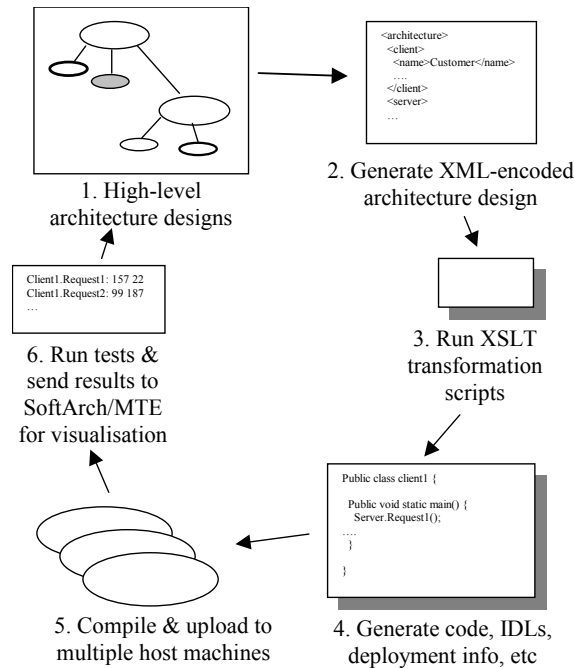 <architecture>
<client>
<name>Customer</name>
....
</client>
<server>
...
1. High-level
architecture designs
2. Generate XML-encoded
architecture design
3. Run XSLT
transformation
scripts
Public class client1 {
Public void static main() {
Server.Request1();
....
}
}
4. Generate code, IDLs,
deployment info, etc
5. Compile & upload to
multiple host machines
Client1.Request1: 157 22
Client1.Request2: 99 187
...
6. Run tests &
send results to
SoftArch/MTE
for visualisation